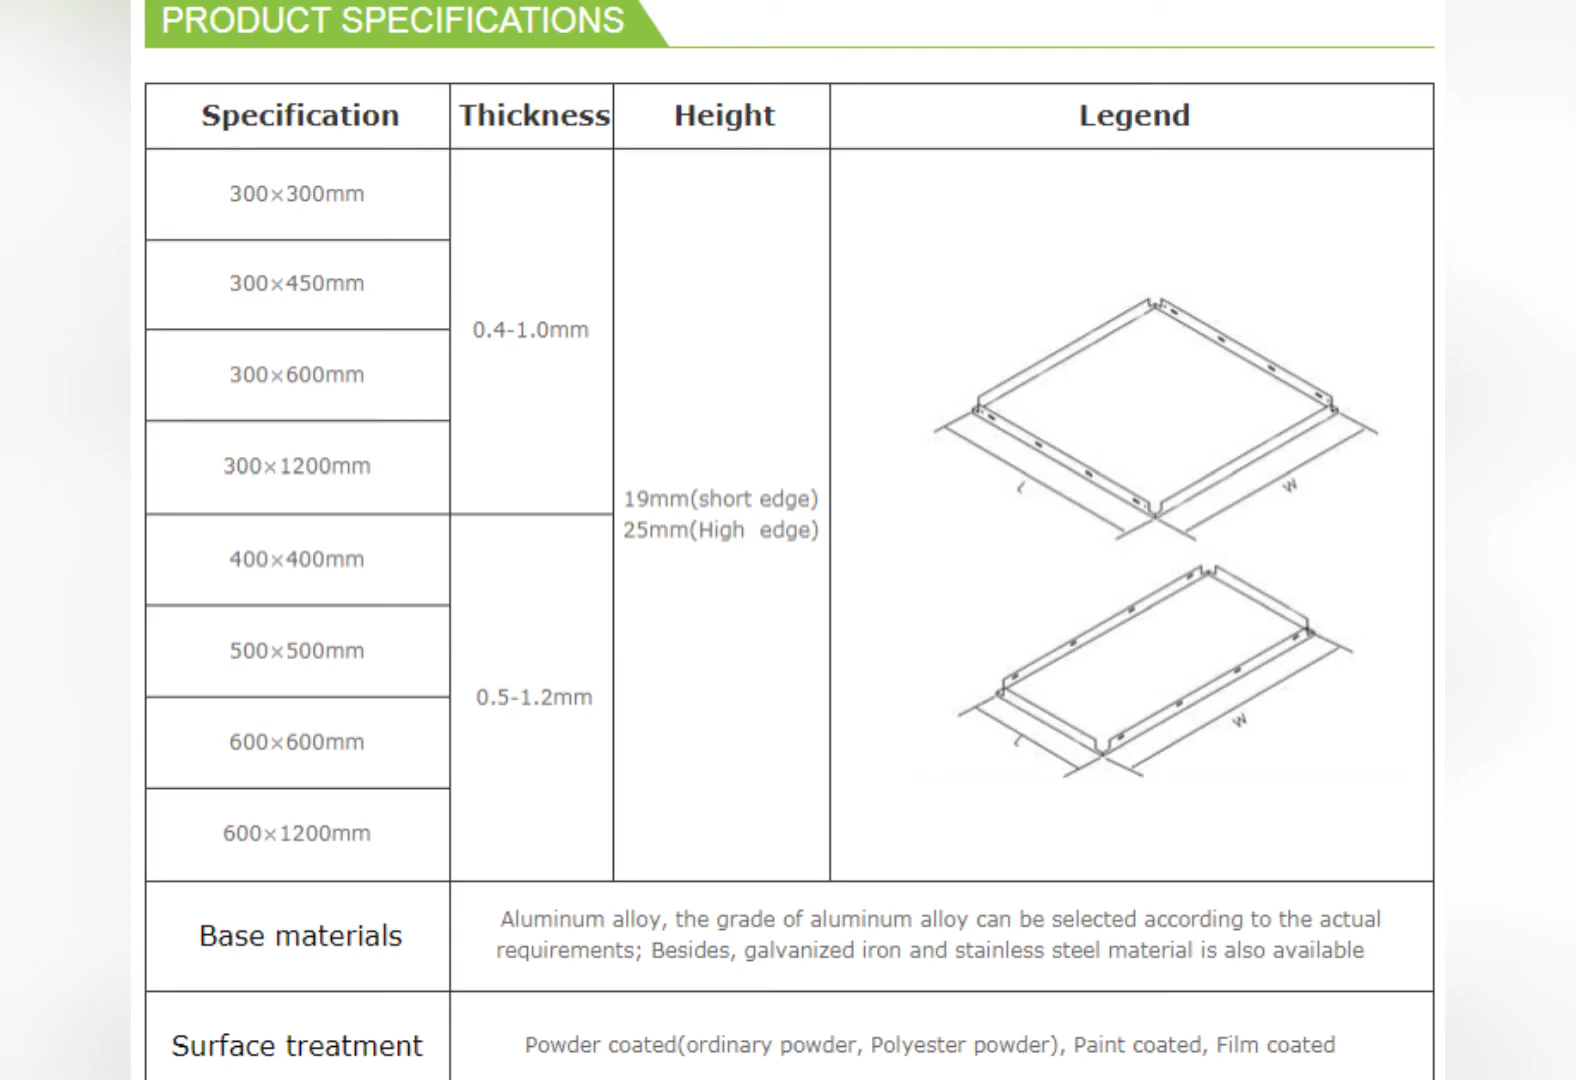 PRODUCT SPECIFICATIONS
Specification Thickness Height Legend
300×300mm
300×450mm
0.4-1.0mm
300×600mm
300×1200mm
19mm(short edge)
25mm(High edge)
400×400mm
500×500mm
0.5-1.2mm
600×600mm
600×1200mm
L
W
L
W
Base materials
Aluminum alloy, the grade of aluminum alloy can be selected according to the actual
requirements; Besides, galvanized iron and stainless steel material is also available
Surface treatment
Powder coated(ordinary powder, Polyester powder), Paint coated, Film coated